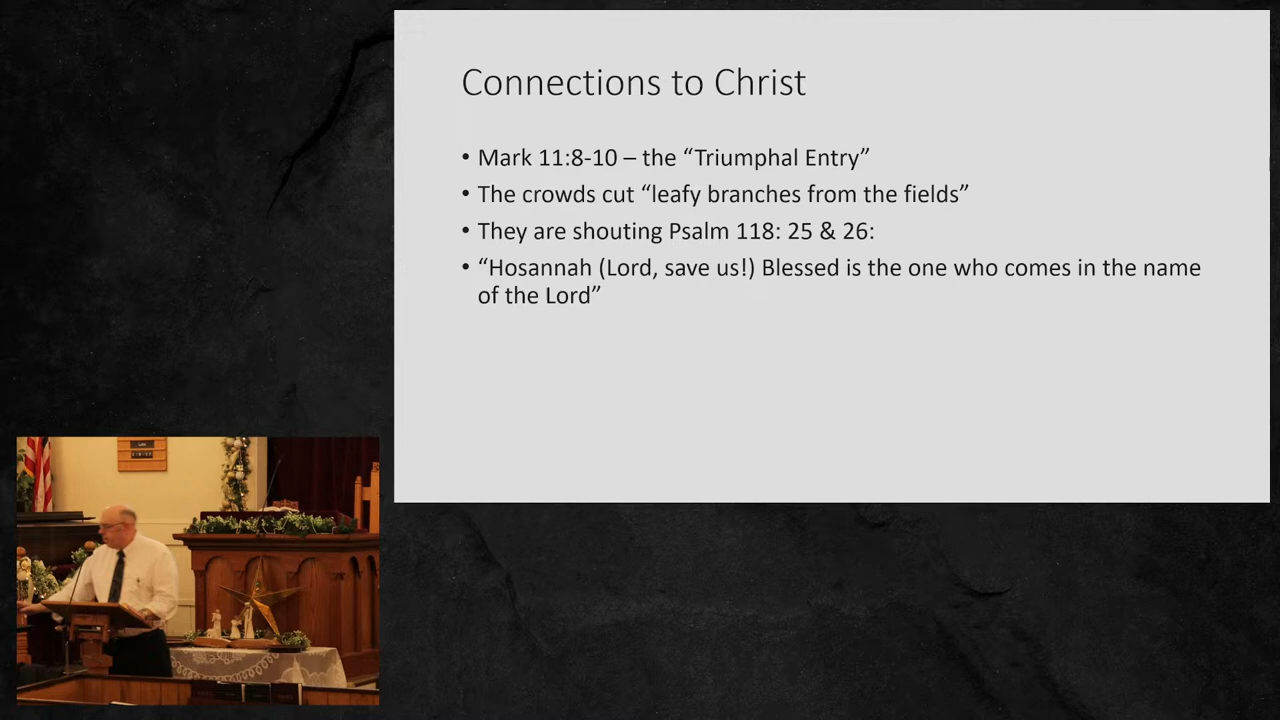 Connections to Christ
• Mark 11:8-10 – the “Triumphal Entry”
• The crowds cut “leafy branches from the fields”
• They are shouting Psalm 118: 25 & 26:
• “Hosannah (Lord, save us!) Blessed is the one who comes in the name
of the Lord”